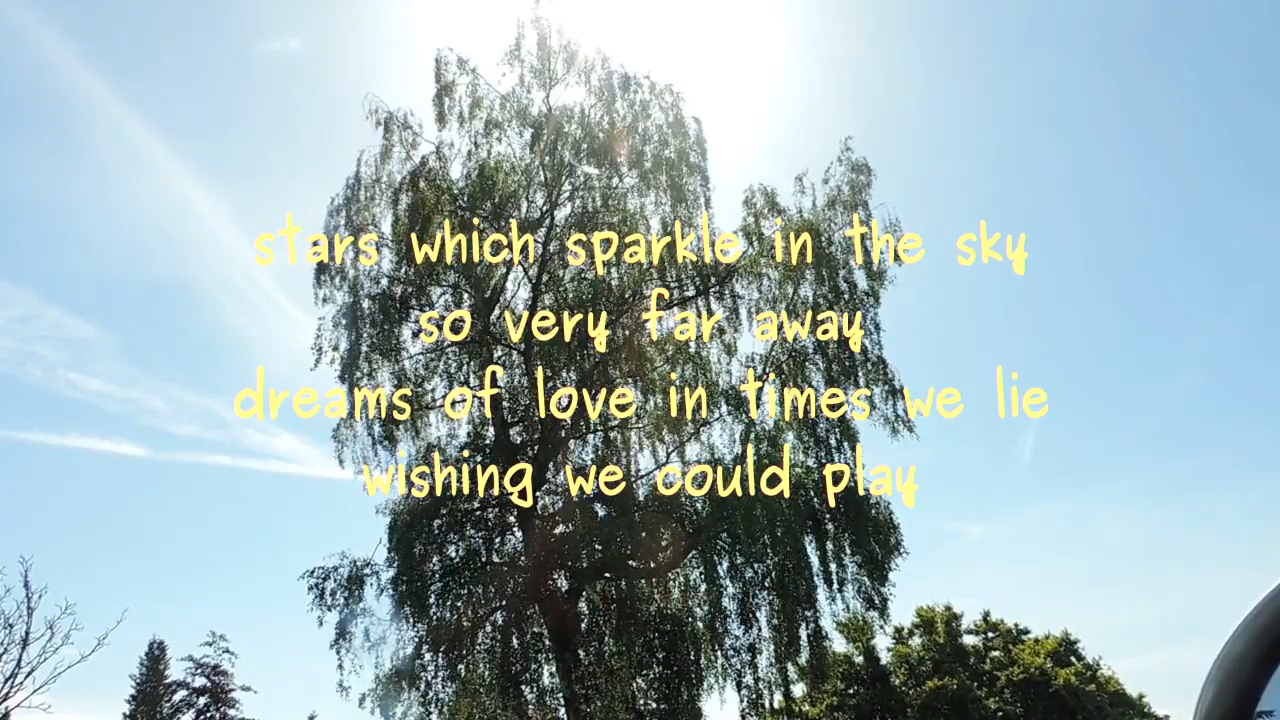 stars which sparkle in the sky
so very far away
dreams of love in times we lie
wishing we could play